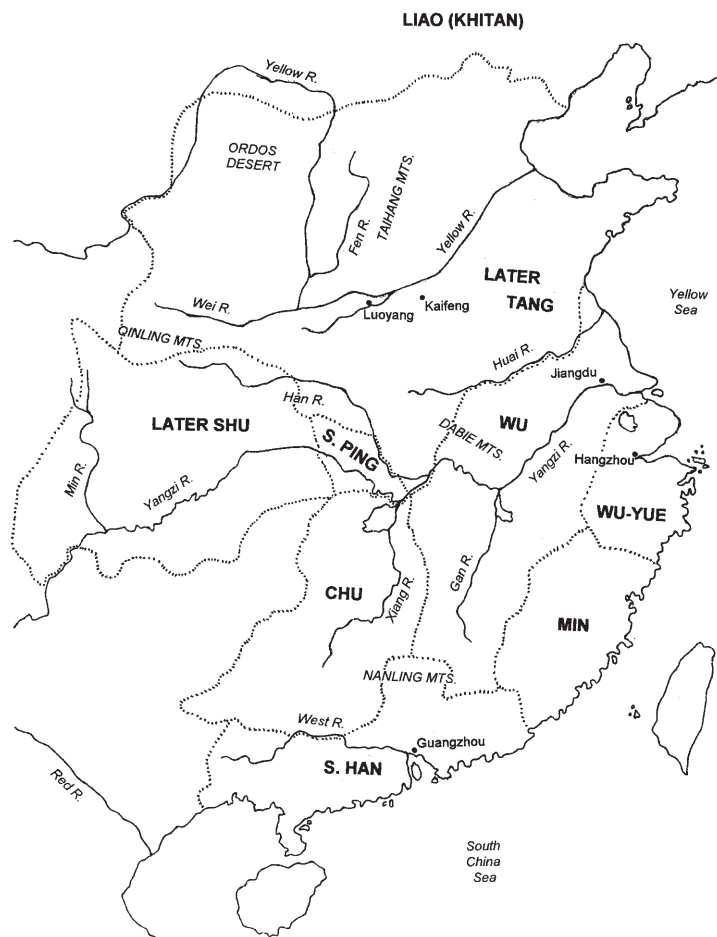 LIAO (KHITAN)
Yellow R.
ORDOS
DESERT
TAIHANG MTS.
Fen R.
Yellow R.
LATER
TANG
Yellow
Sea
Wei R.
Luoyang
Kaifeng
QINLING MTS.
Huai R.
Jiangdu
Han R.
LATER SHU
S. PING
WU
DABIE MTS.
Yangzi R.
Hangzhou
Min R.
Yangzi R.
WU-YUE
Gan R.
CHU
Xiang R.
MIN
NANLING MTS.
West R.
Guangzhou
S. HAN
Red R.
South
China
Sea